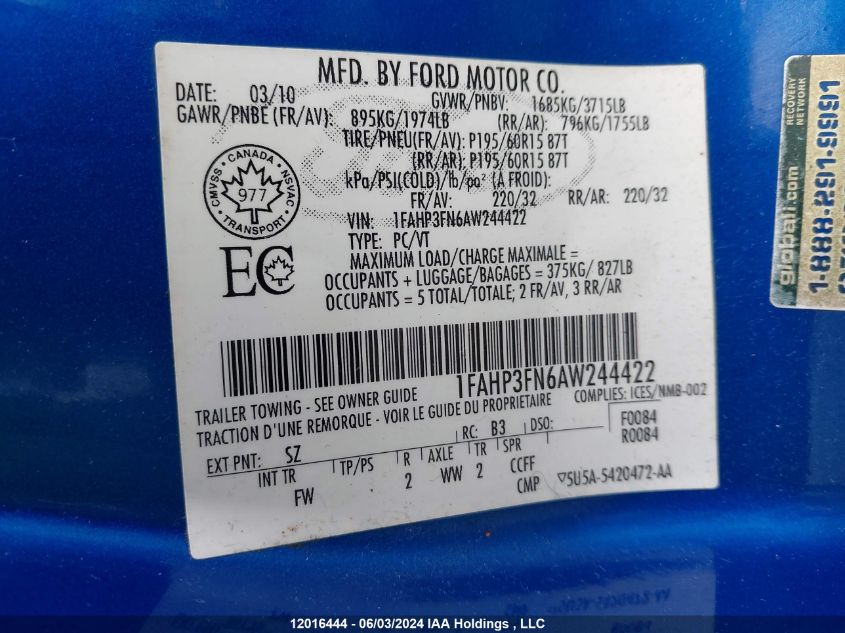 MFD. BY FORD MOTOR CO.
DATE: 03/10 GVWR/PNBV: 1685KG/3715LB
GAWR/PNBE (FR/AV): 895KG/1974LB (RR/AR): 796KG/1755LB
TIRE/PNEU(FR/AV): P195/60R15 87T
(RR/AR): P195/60R15 87T
kPa/PSI(COLD)/lb/po² (A FROID):
FR/AV: 220/32 RR/AR: 220/32
VIN: 1FAHP3FN6AW244422
TYPE: PC/VT
MAXIMUM LOAD/CHARGE MAXIMALE =
OCCUPANTS + LUGGAGE/BAGAGES = 375KG/ 827LB
OCCUPANTS = 5 TOTAL/TOTALE; 2 FR/AV, 3 RR/AR
CANADA
CMVSS NSVAC
977
TRANSPORT
EC
1FAHP3FN6AW244422
TRAILER TOWING - SEE OWNER GUIDE COMPLIES: ICES/NMB-002
TRACTION D'UNE REMORQUE - VOIR LE GUIDE DU PROPRIETAIRE
RC: B3 DSO: F0084
R0084
EXT PNT: SZ
INT TR TP/PS R AXLE TR SPR
FW 2 WW 2 CCFF
CMP 5U5A-5420472-AA
RECOVERY
NETWORK
globali.com
1-888-291-9991
12016444 - 06/03/2024 IAA Holdings , LLC